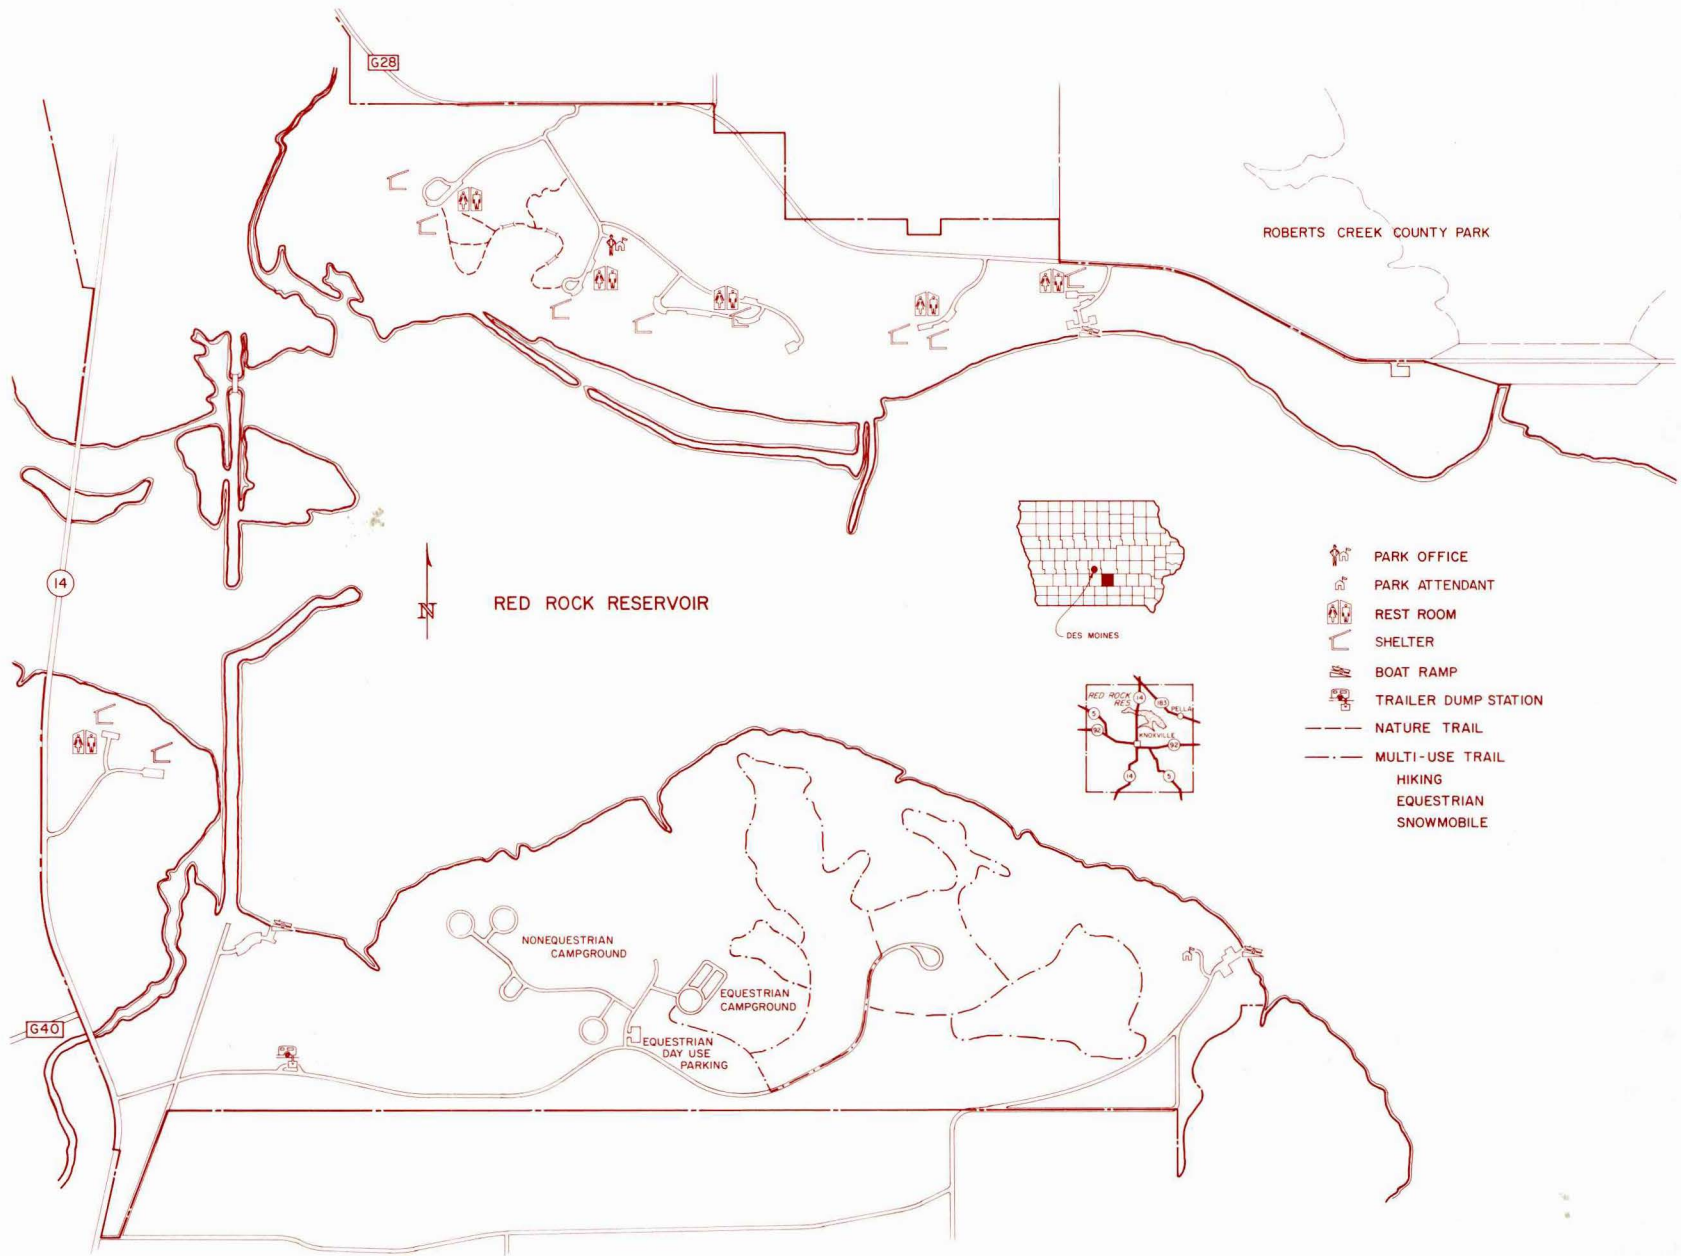 G28
ROBERTS CREEK COUNTY PARK
14
N
RED ROCK RESERVOIR
DES MOINES
PARK OFFICE
PARK ATTENDANT
REST ROOM
SHELTER
BOAT RAMP
TRAILER DUMP STATION
NATURE TRAIL
MULTI-USE TRAIL
HIKING
EQUESTRIAN
SNOWMOBILE
RED ROCK
RES.
14
163
PELLA
5
92
KNOXVILLE
92
14
5
NONEQUESTRIAN
CAMPGROUND
EQUESTRIAN
CAMPGROUND
G40
EQUESTRIAN
DAY USE
PARKING